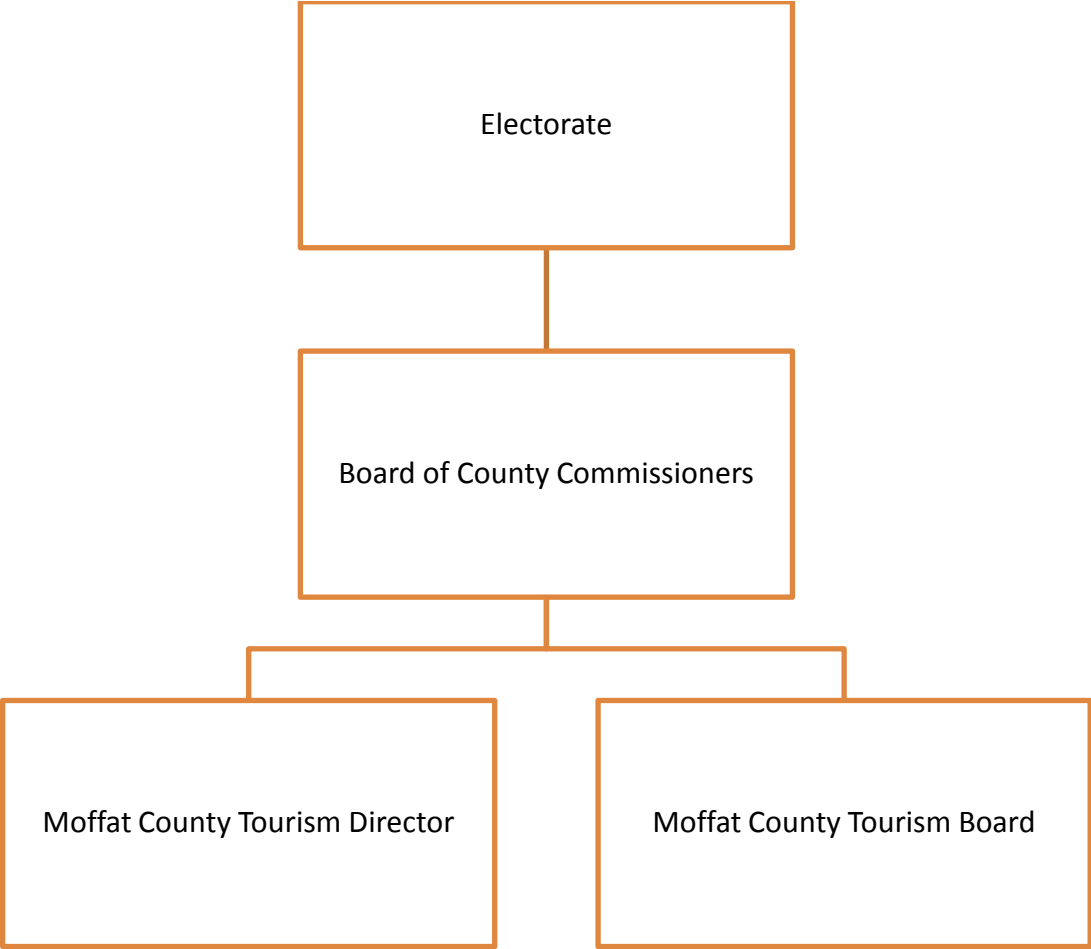 Electorate
Board of County Commissioners
Moffat County Tourism Director
Moffat County Tourism Board